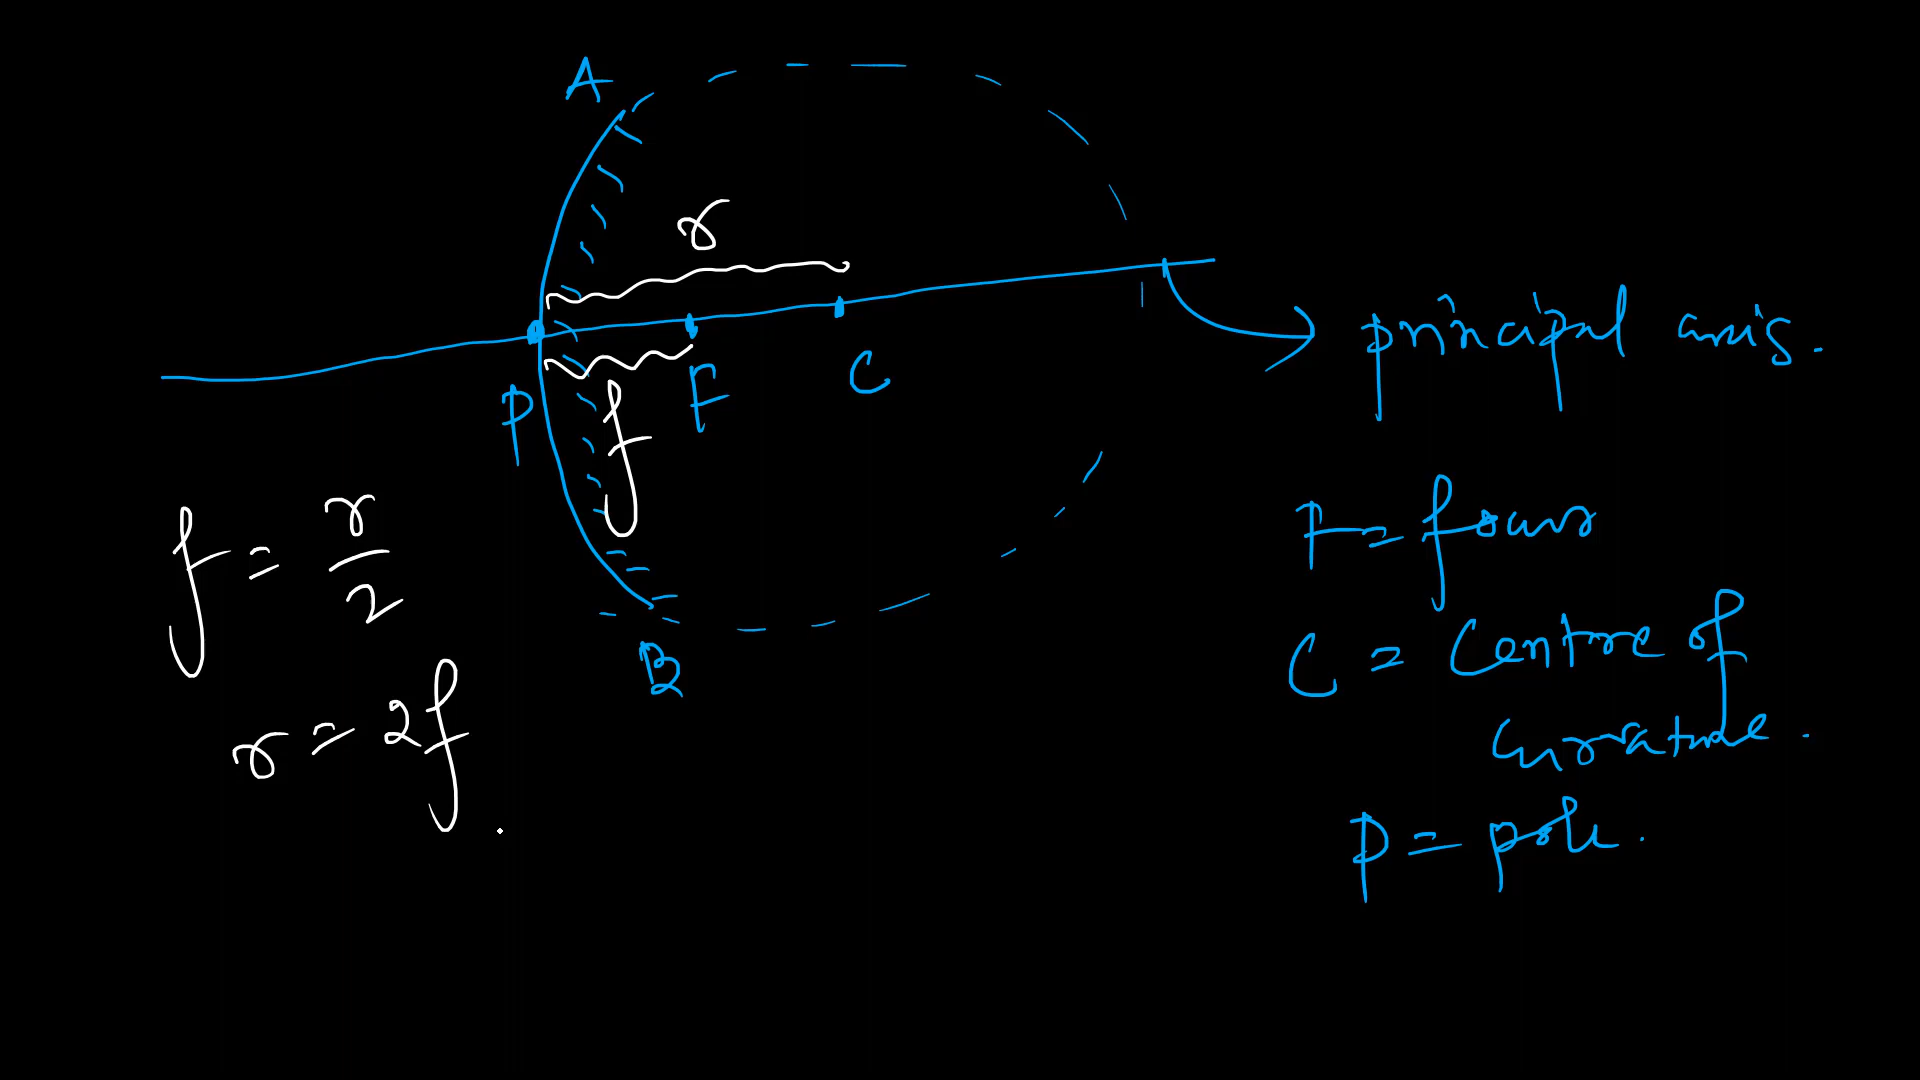 A
r
principal axis.
P
F
C
f
f = r/2
F = focus
C = Centre of
curvature.
B
r = 2f.
P = pole.